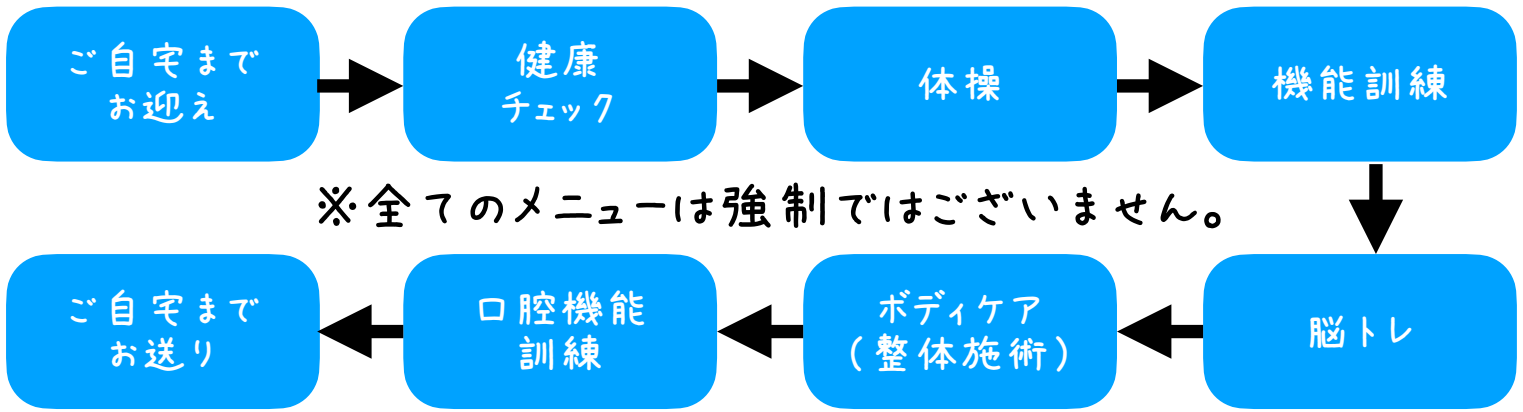 ご自宅まで
お迎え
健康
チェック
体操
機能訓練
※全てのメニューは強制ではございません。
脳トレ
ボディケア
(整体施術)
口腔機能
訓練
ご自宅まで
お送り